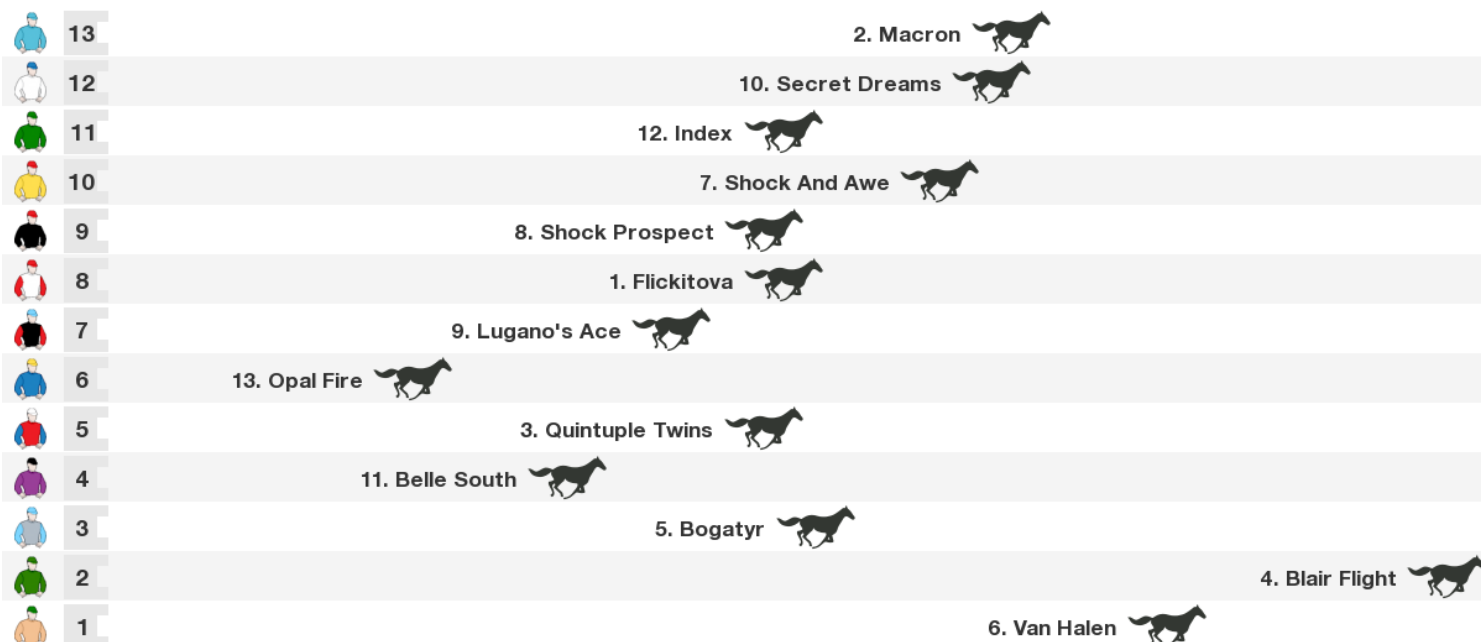 13 2. Macron
12 10. Secret Dreams
11 12. Index
10 7. Shock And Awe
9 8. Shock Prospect
8 1. Flickitova
7 9. Lugano's Ace
6 13. Opal Fire
5 3. Quintuple Twins
4 11. Belle South
3 5. Bogatyr
2 4. Blair Flight
1 6. Van Halen